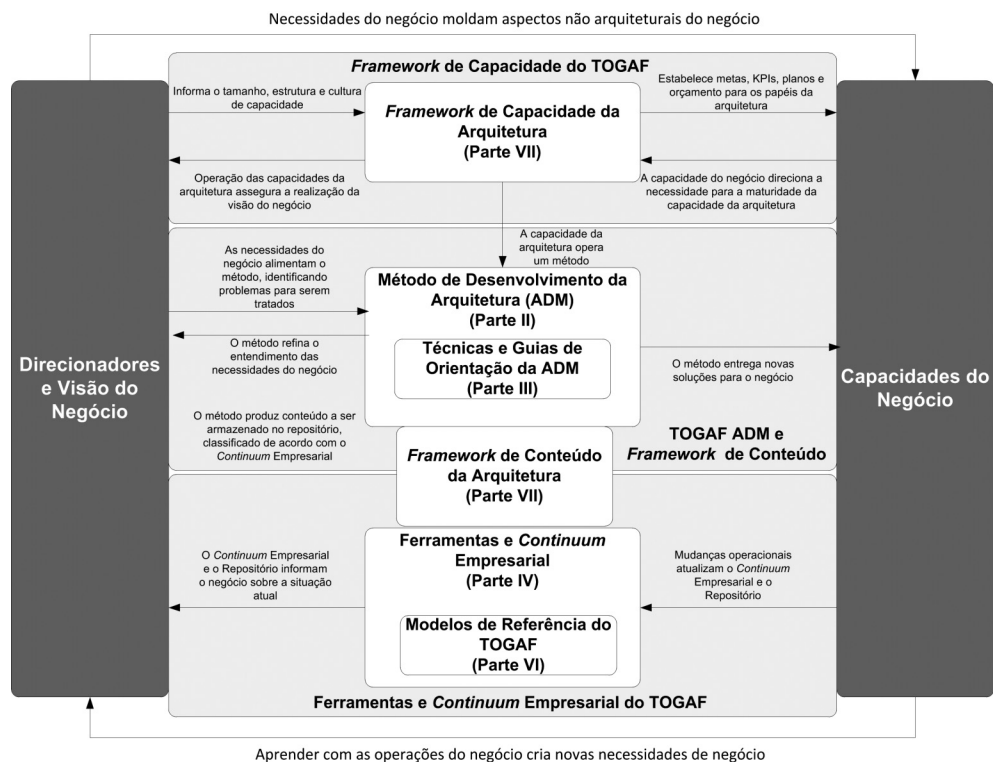 Necessidades do negócio moldam aspectos não arquiteturais do negócio
Framework de Capacidade do TOGAF
Informa o tamanho, estrutura e cultura
de capacidade
Framework de Capacidade da
Arquitetura
(Parte VII)
Estabelece metas, KPIs, planos e
orçamento para os papéis da
arquitetura
Operação das capacidades da
arquitetura assegura a realização da
visão do negócio
A capacidade do negócio direciona a
necessidade para a maturidade da
capacidade da arquitetura
A capacidade da
arquitetura opera
um método
As necessidades do
negócio alimentam o
método, identificando
problemas para serem
tratados
Método de Desenvolvimento da
Arquitetura (ADM)
(Parte II)
O método refina o
entendimento das
necessidades do negócio
Técnicas e Guias de
Orientação da ADM
(Parte III)
O método entrega novas
soluções para o negócio
Direcionadores
e Visão do
Negócio
Capacidades do
Negócio
O método produz conteúdo a ser
armazenado no repositório,
classificado de acordo com o
Continuum Empresarial
TOGAF ADM e
Framework de Conteúdo
Framework de Conteúdo
da Arquitetura
(Parte VII)
Ferramentas e Continuum
Empresarial
(Parte IV)
O Continuum Empresarial
e o Repositório informam
o negócio sobre a situação
atual
Mudanças operacionais
atualizam o Continuum
Empresarial e o
Repositório
Modelos de Referência do
TOGAF
(Parte VI)
Ferramentas e Continuum Empresarial do TOGAF
Aprender com as operações do negócio cria novas necessidades de negócio